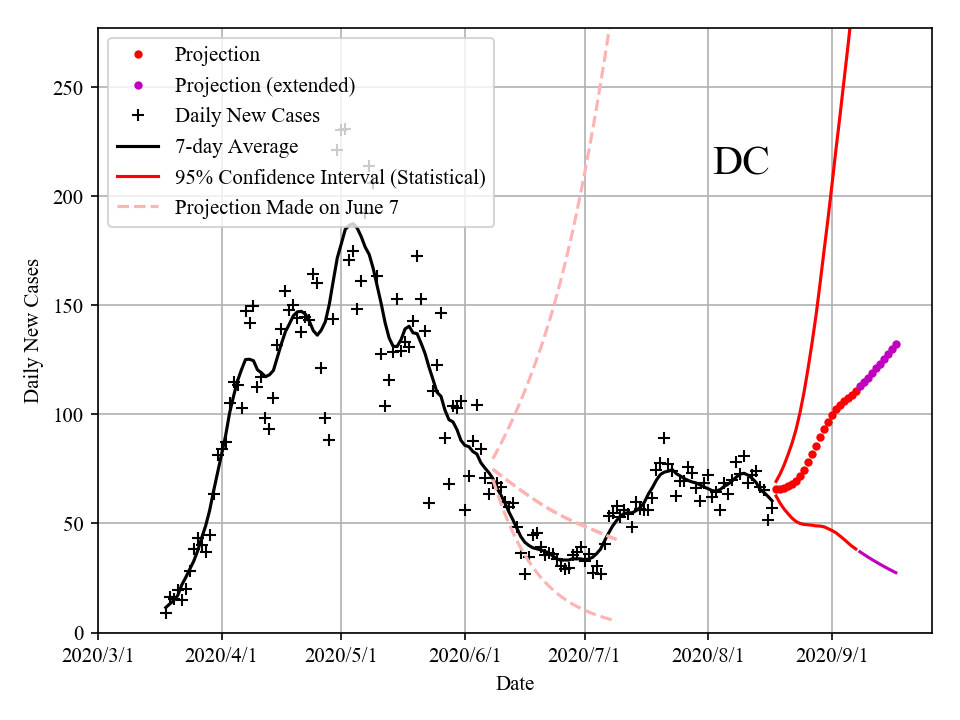 Projection
Projection (extended)
Daily New Cases
7-day Average
95% Confidence Interval (Statistical)
Projection Made on June 7
DC
250
200
150
100
50
0
Daily New Cases
2020/3/1 2020/4/1 2020/5/1 2020/6/1 2020/7/1 2020/8/1 2020/9/1
Date